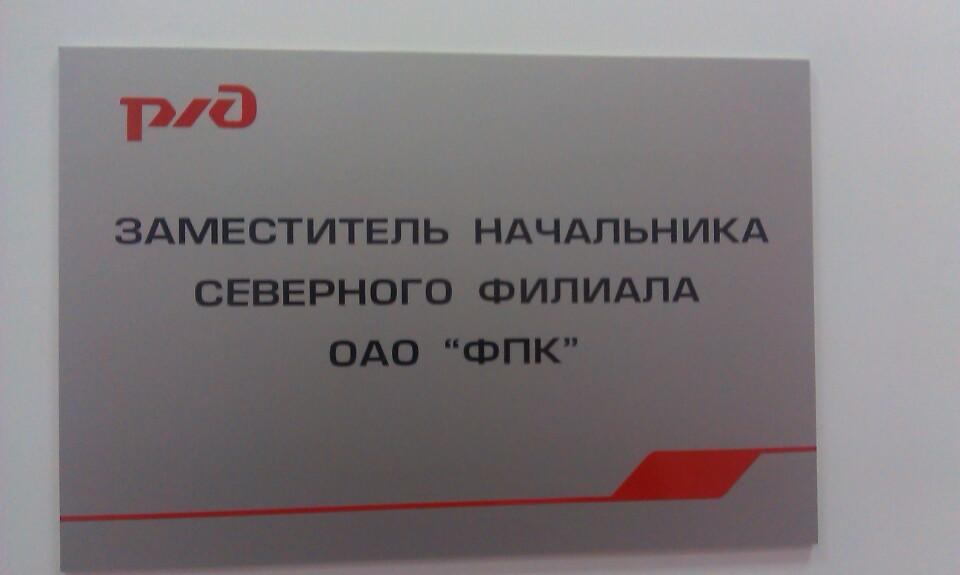 ржд
ЗАМЕСТИТЕЛЬ НАЧАЛЬНИКА
СЕВЕРНОГО ФИЛИАЛА
ОАО “ФПК”